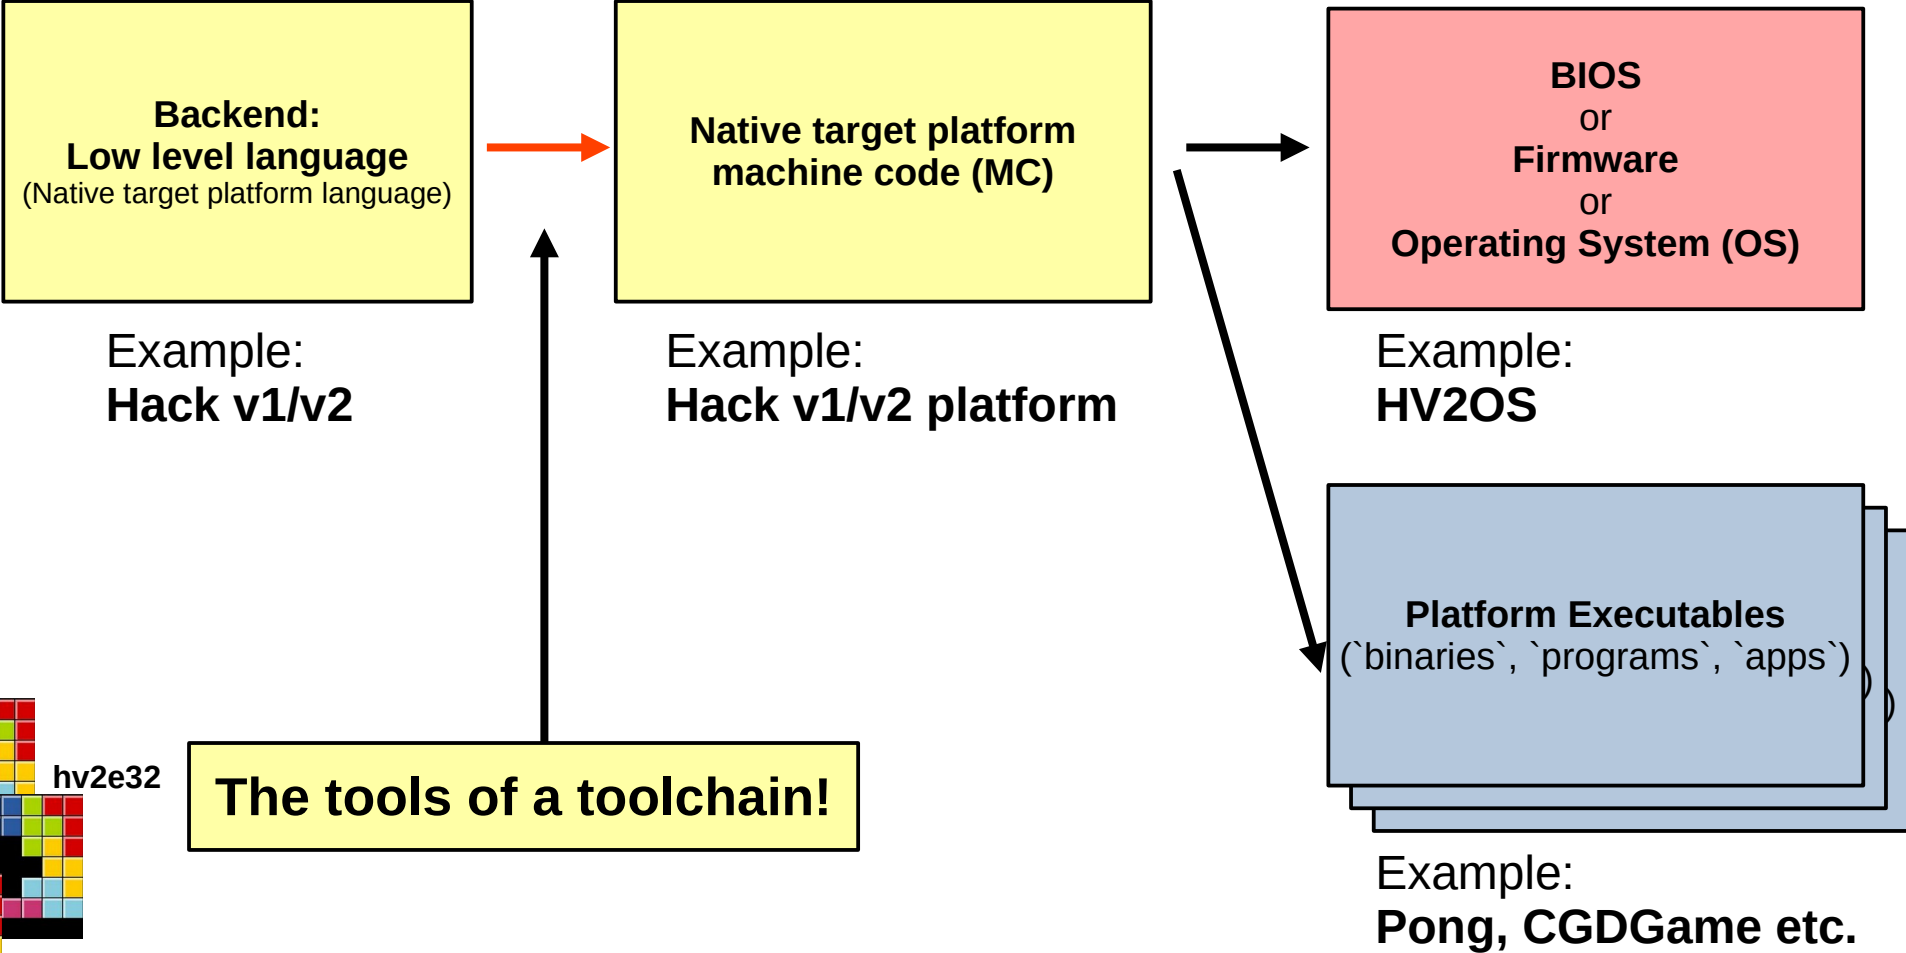 Backend:
Low level language
(Native target platform language)
Native target platform
machine code (MC)
BIOS
or
Firmware
or
Operating System (OS)
Example:
Hack v1/v2
Example:
Hack v1/v2 platform
Example:
HV2OS
Platform Executables
(`binaries`, `programs`, `apps`)
)
)
hv2e32
The tools of a toolchain!
Example:
Pong, CGDGame etc.